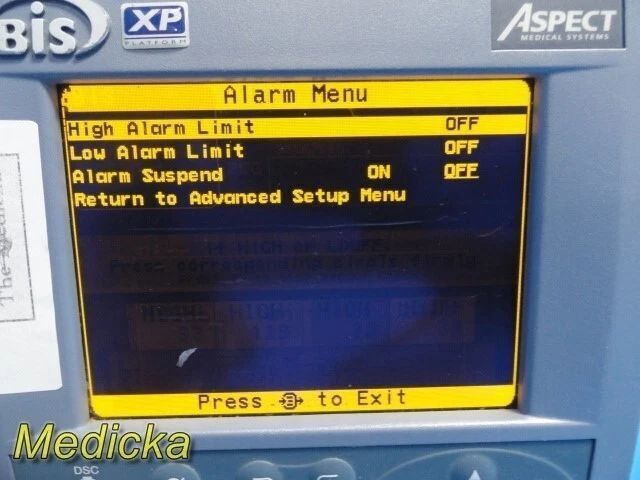 BIS
XP
PLATFORM
ASPECT
MEDICAL SYSTEMS
Alarm Menu
High Alarm Limit OFF
Low Alarm Limit OFF
Alarm Suspend ON OFF
Return to Advanced Setup Menu
Press to Exit
Medicka
DSC